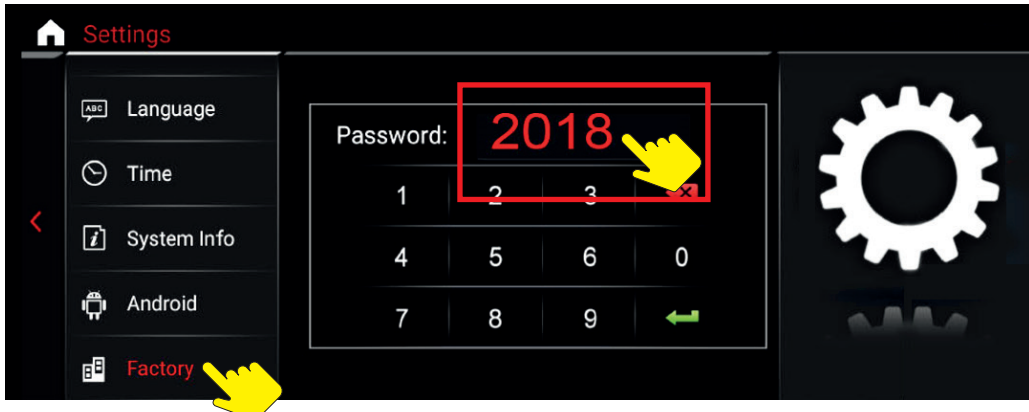 Settings
ABC
Language
Time
i System Info
Android
Factory
Password: 2018
1 2 3
4 5 6 0
7 8 9